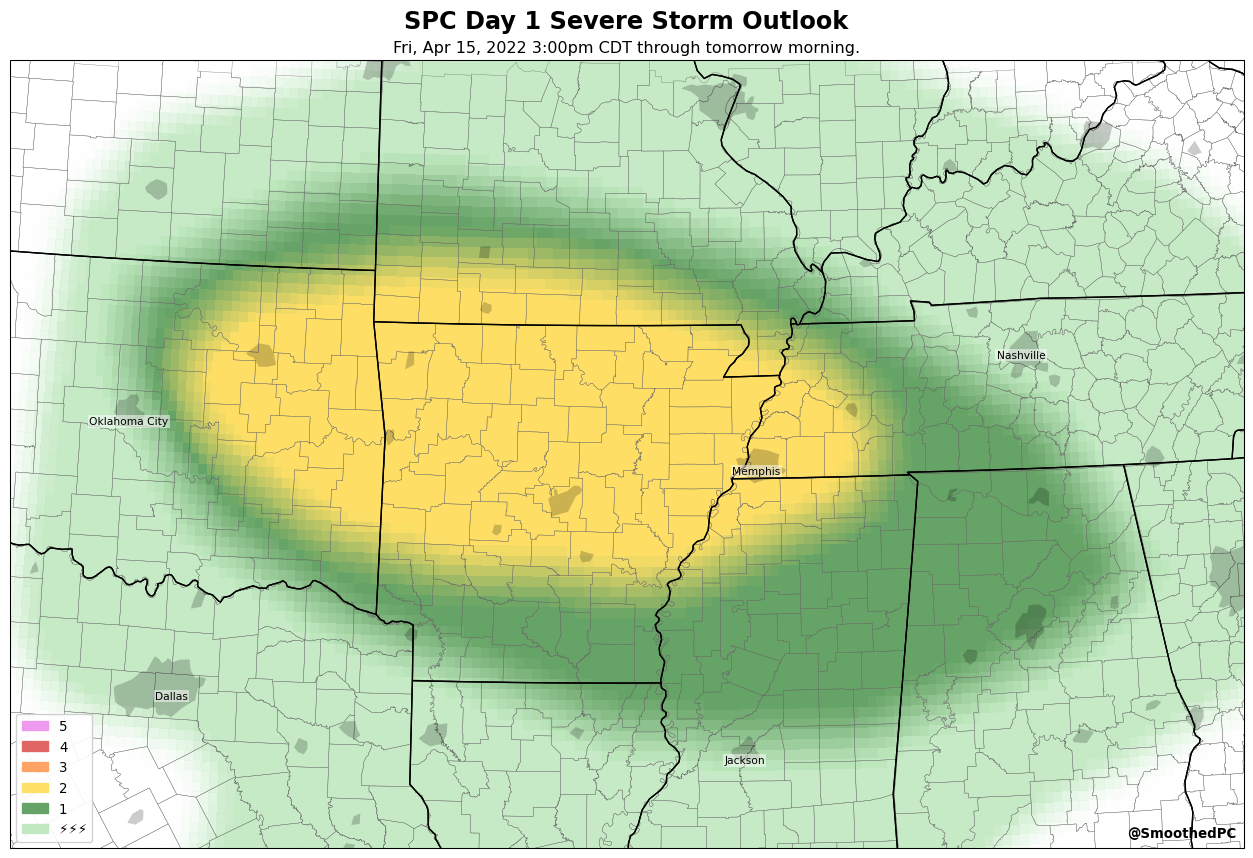 SPC Day 1 Severe Storm Outlook
Fri, Apr 15, 2022 3:00pm CDT through tomorrow morning.
Nashville
Oklahoma City
Memphis
Dallas
Jackson
5
4
3
2
1
⚡⚡⚡
@SmoothedPC